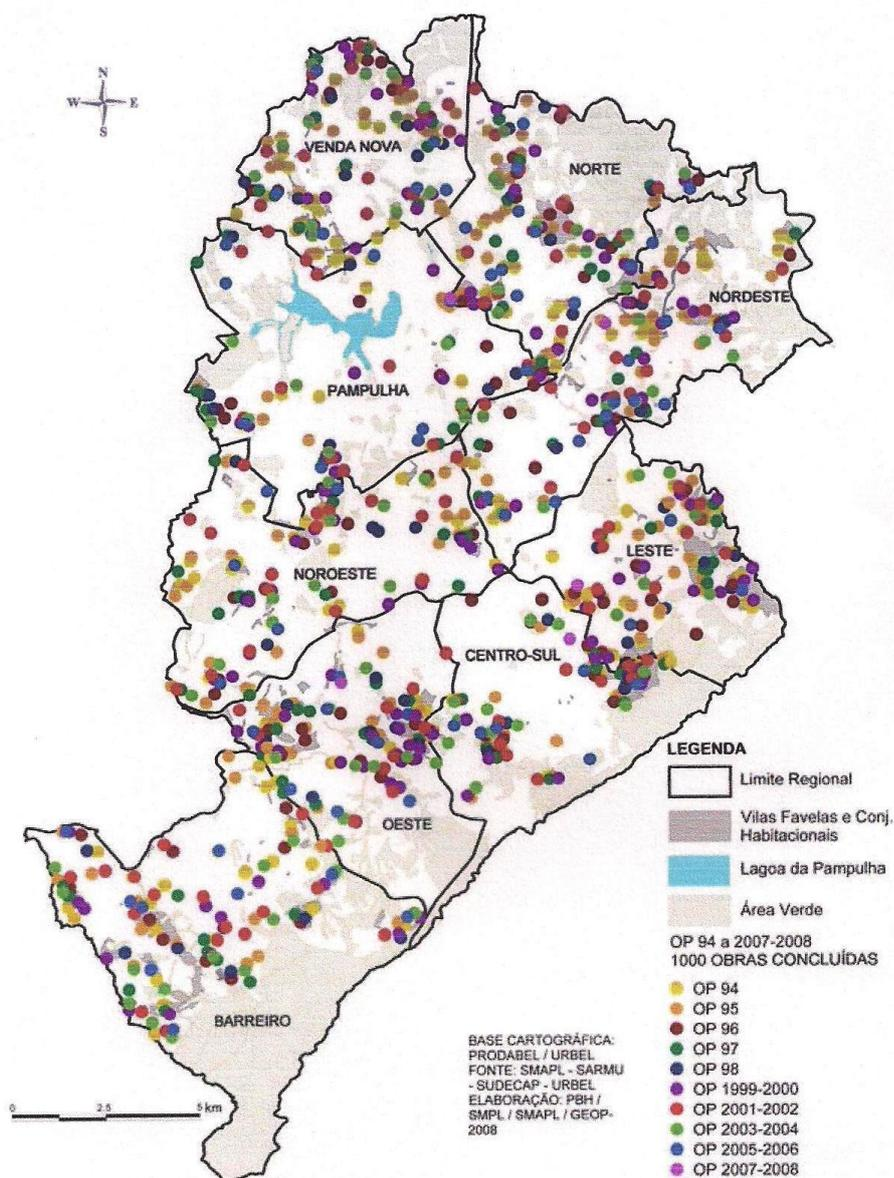 N
W E
S
VENDA NOVA
NORTE
NORDESTE
PAMPULHA
LESTE
NOROESTE
CENTRO-SUL
OESTE
BARREIRO
LEGENDA
Limite Regional
Vilas Favelas e Conj.
Habitacionais
Lagoa da Pampulha
Área Verde
OP 94 a 2007-2008
1000 OBRAS CONCLUÍDAS
OP 94
OP 95
OP 96
OP 97
OP 98
OP 1999-2000
OP 2001-2002
OP 2003-2004
OP 2005-2006
OP 2007-2008
BASE CARTOGRÁFICA:
PRODABEL / URBEL
FONTE: SMAPL - SARMU
- SUDECAP - URBEL
ELABORAÇÃO: PBH /
SMPL / SMAPL / GEOP-
2008
0 2.5 5 km